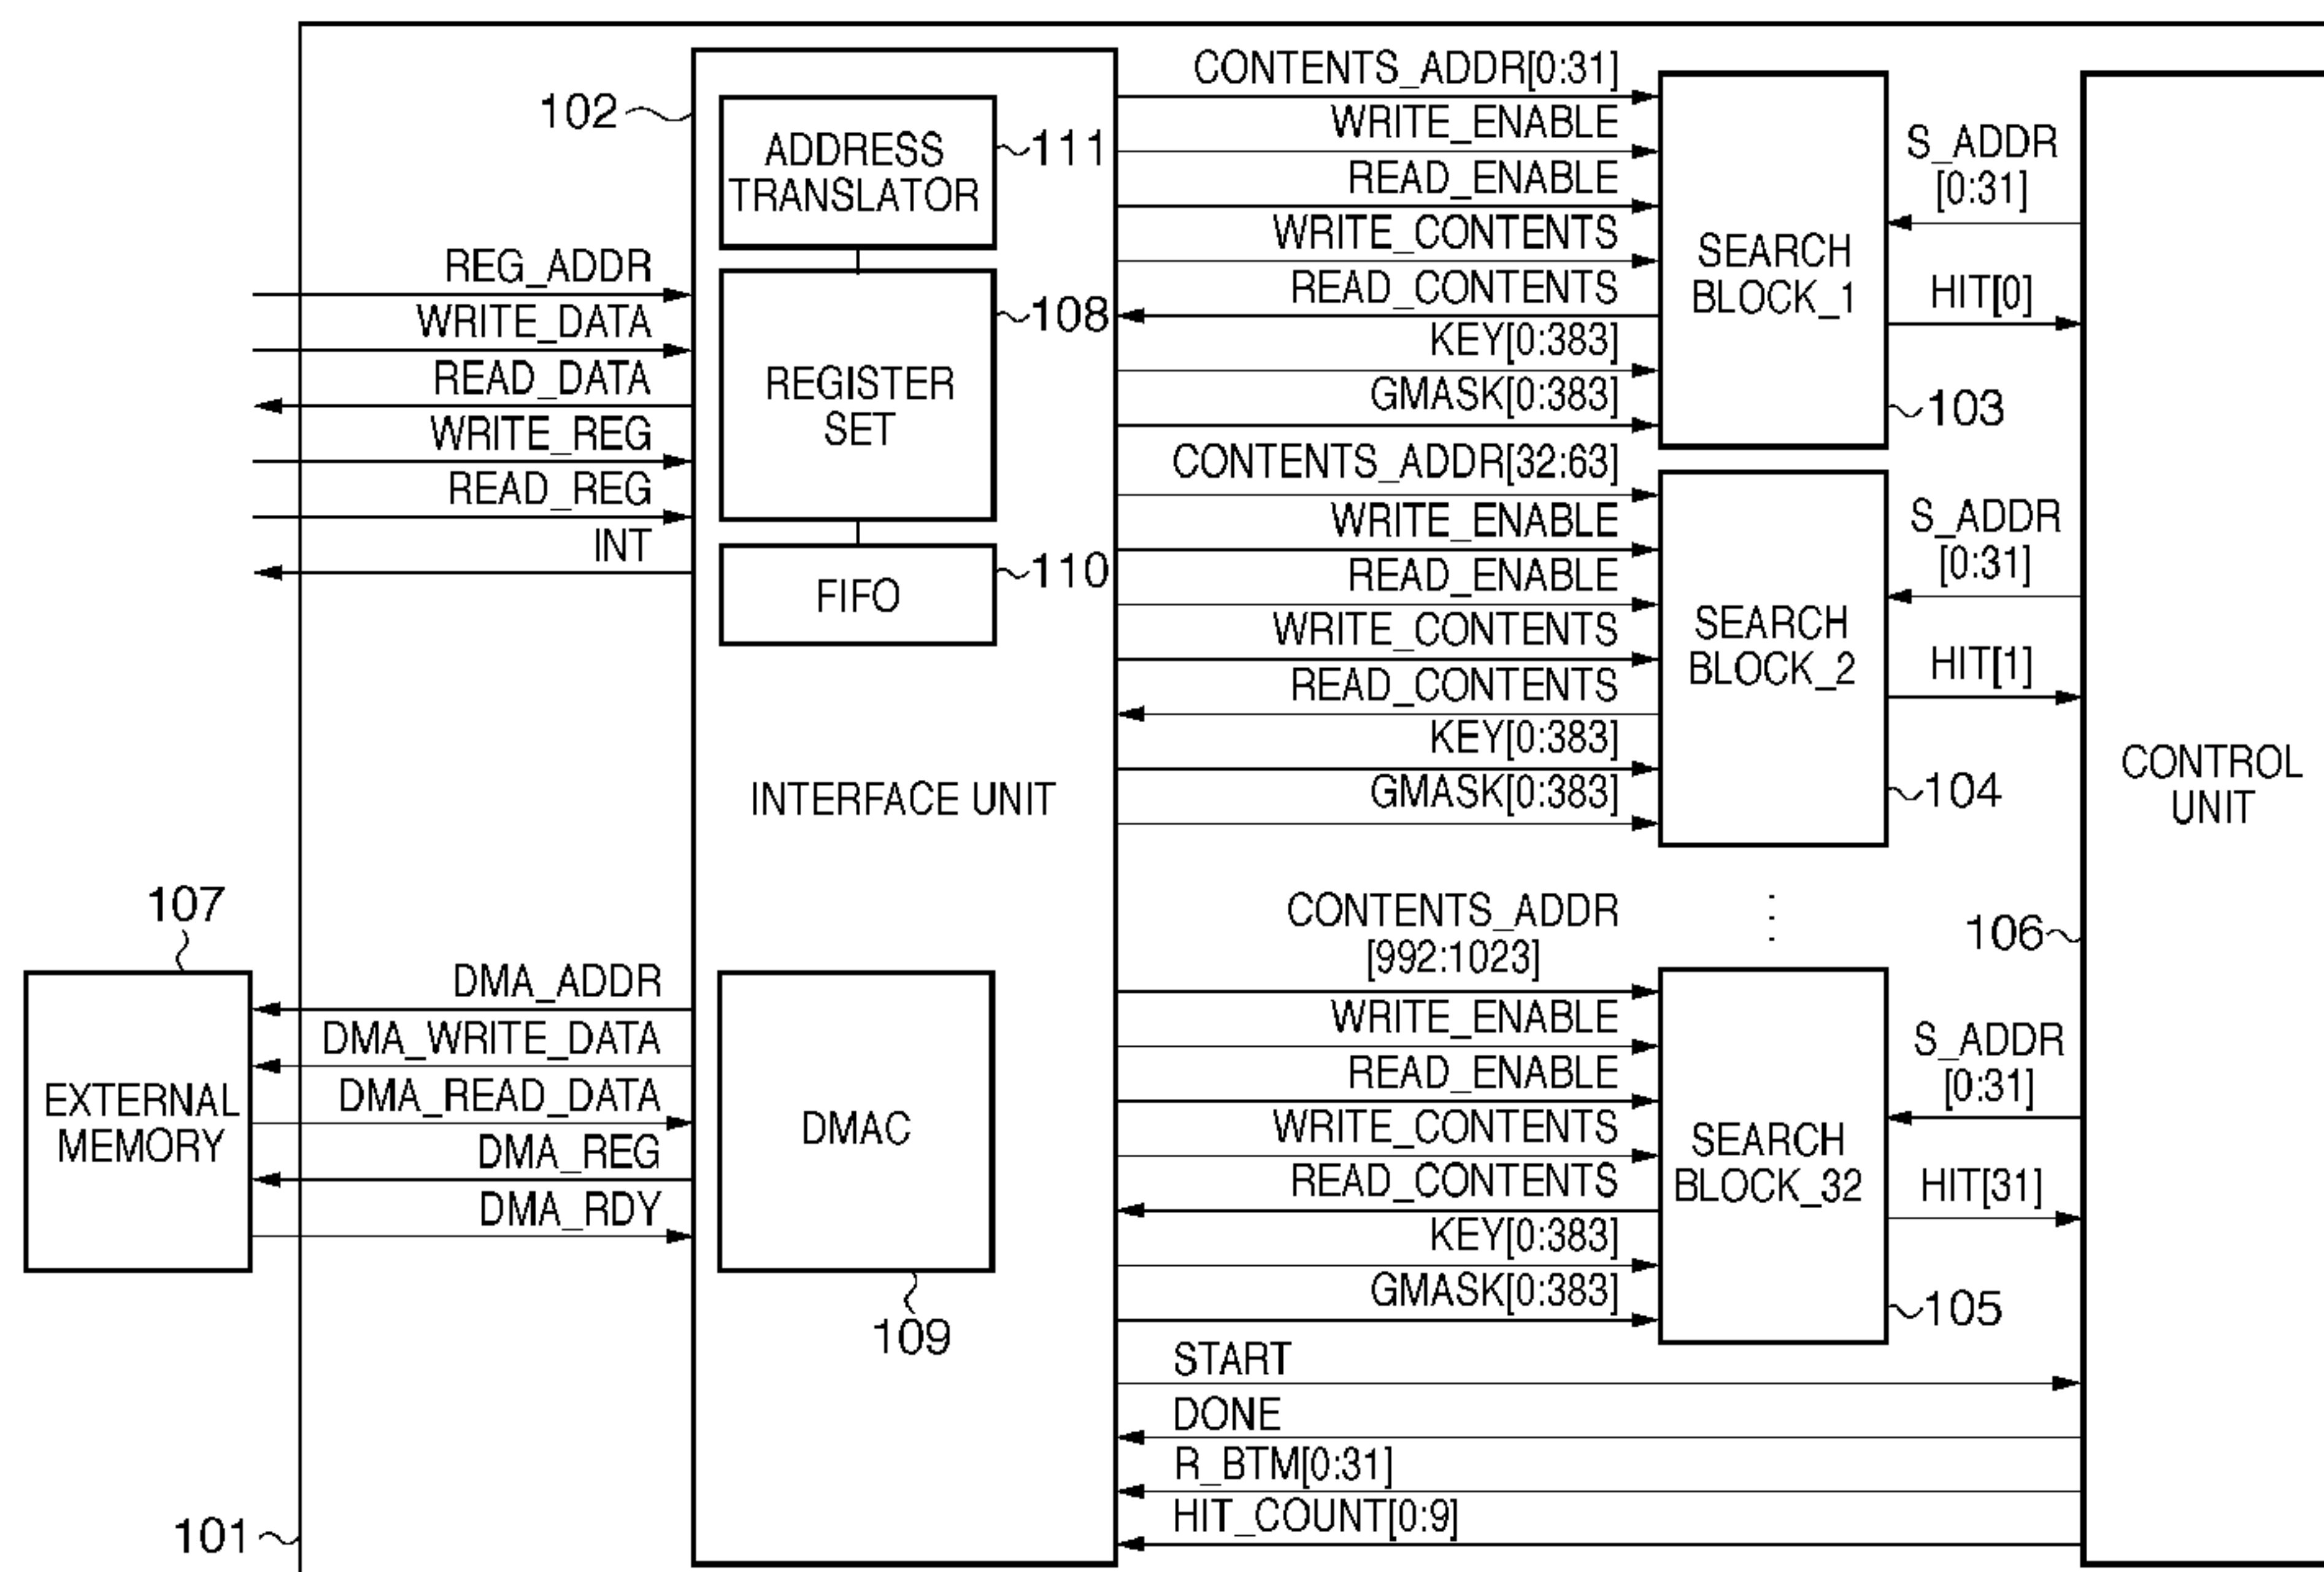 102
ADDRESS
TRANSLATOR
111
REG_ADDR
WRITE_DATA
READ_DATA
WRITE_REG
READ_REG
INT
REGISTER
SET
108
FIFO
110
INTERFACE UNIT
107
EXTERNAL
MEMORY
DMA_ADDR
DMA_WRITE_DATA
DMA_READ_DATA
DMA_REG
DMA_RDY
DMAC
109
101
CONTENTS_ADDR[0:31]
WRITE_ENABLE
READ_ENABLE
WRITE_CONTENTS
READ_CONTENTS
KEY[0:383]
GMASK[0:383]
SEARCH
BLOCK_1
S_ADDR
[0:31]
HIT[0]
103
CONTENTS_ADDR[32:63]
WRITE_ENABLE
READ_ENABLE
WRITE_CONTENTS
READ_CONTENTS
KEY[0:383]
GMASK[0:383]
SEARCH
BLOCK_2
S_ADDR
[0:31]
HIT[1]
104
CONTENTS_ADDR
[992:1023]
WRITE_ENABLE
READ_ENABLE
WRITE_CONTENTS
READ_CONTENTS
KEY[0:383]
GMASK[0:383]
SEARCH
BLOCK_32
S_ADDR
[0:31]
HIT[31]
105
START
DONE
R_BTM[0:31]
HIT_COUNT[0:9]
CONTROL
UNIT
106